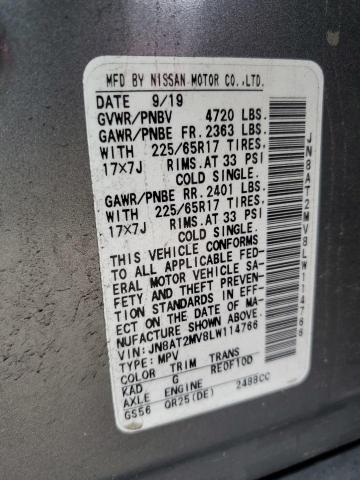 MFD BY NISSAN MOTOR CO.,LTD.
DATE 9/19
GVWR/PNBV 4720 LBS.
GAWR/PNBE FR. 2363 LBS.
WITH 225/65R17 TIRES,
17×7J RIMS.AT 33 PSI
COLD SINGLE.
GAWR/PNBE RR. 2401 LBS.
WITH 225/65R17 TIRES,
17×7J RIMS.AT 33 PSI
COLD SINGLE.
THIS VEHICLE CONFORMS
TO ALL APPLICABLE FED-
ERAL MOTOR VEHICLE SA-
FETY AND THEFT PREVEN-
TION STANDARDS IN EFF-
ECT ON THE DATE OF MA-
NUFACTURE SHOWN ABOVE.
VIN:JN8AT2MV8LW114766
TYPE: MPV
COLOR TRIM TRANS
KAD G RE0F10D
AXLE ENGINE
GS56 QR25(DE) 2488CC
JN8AT2MV8LW114766